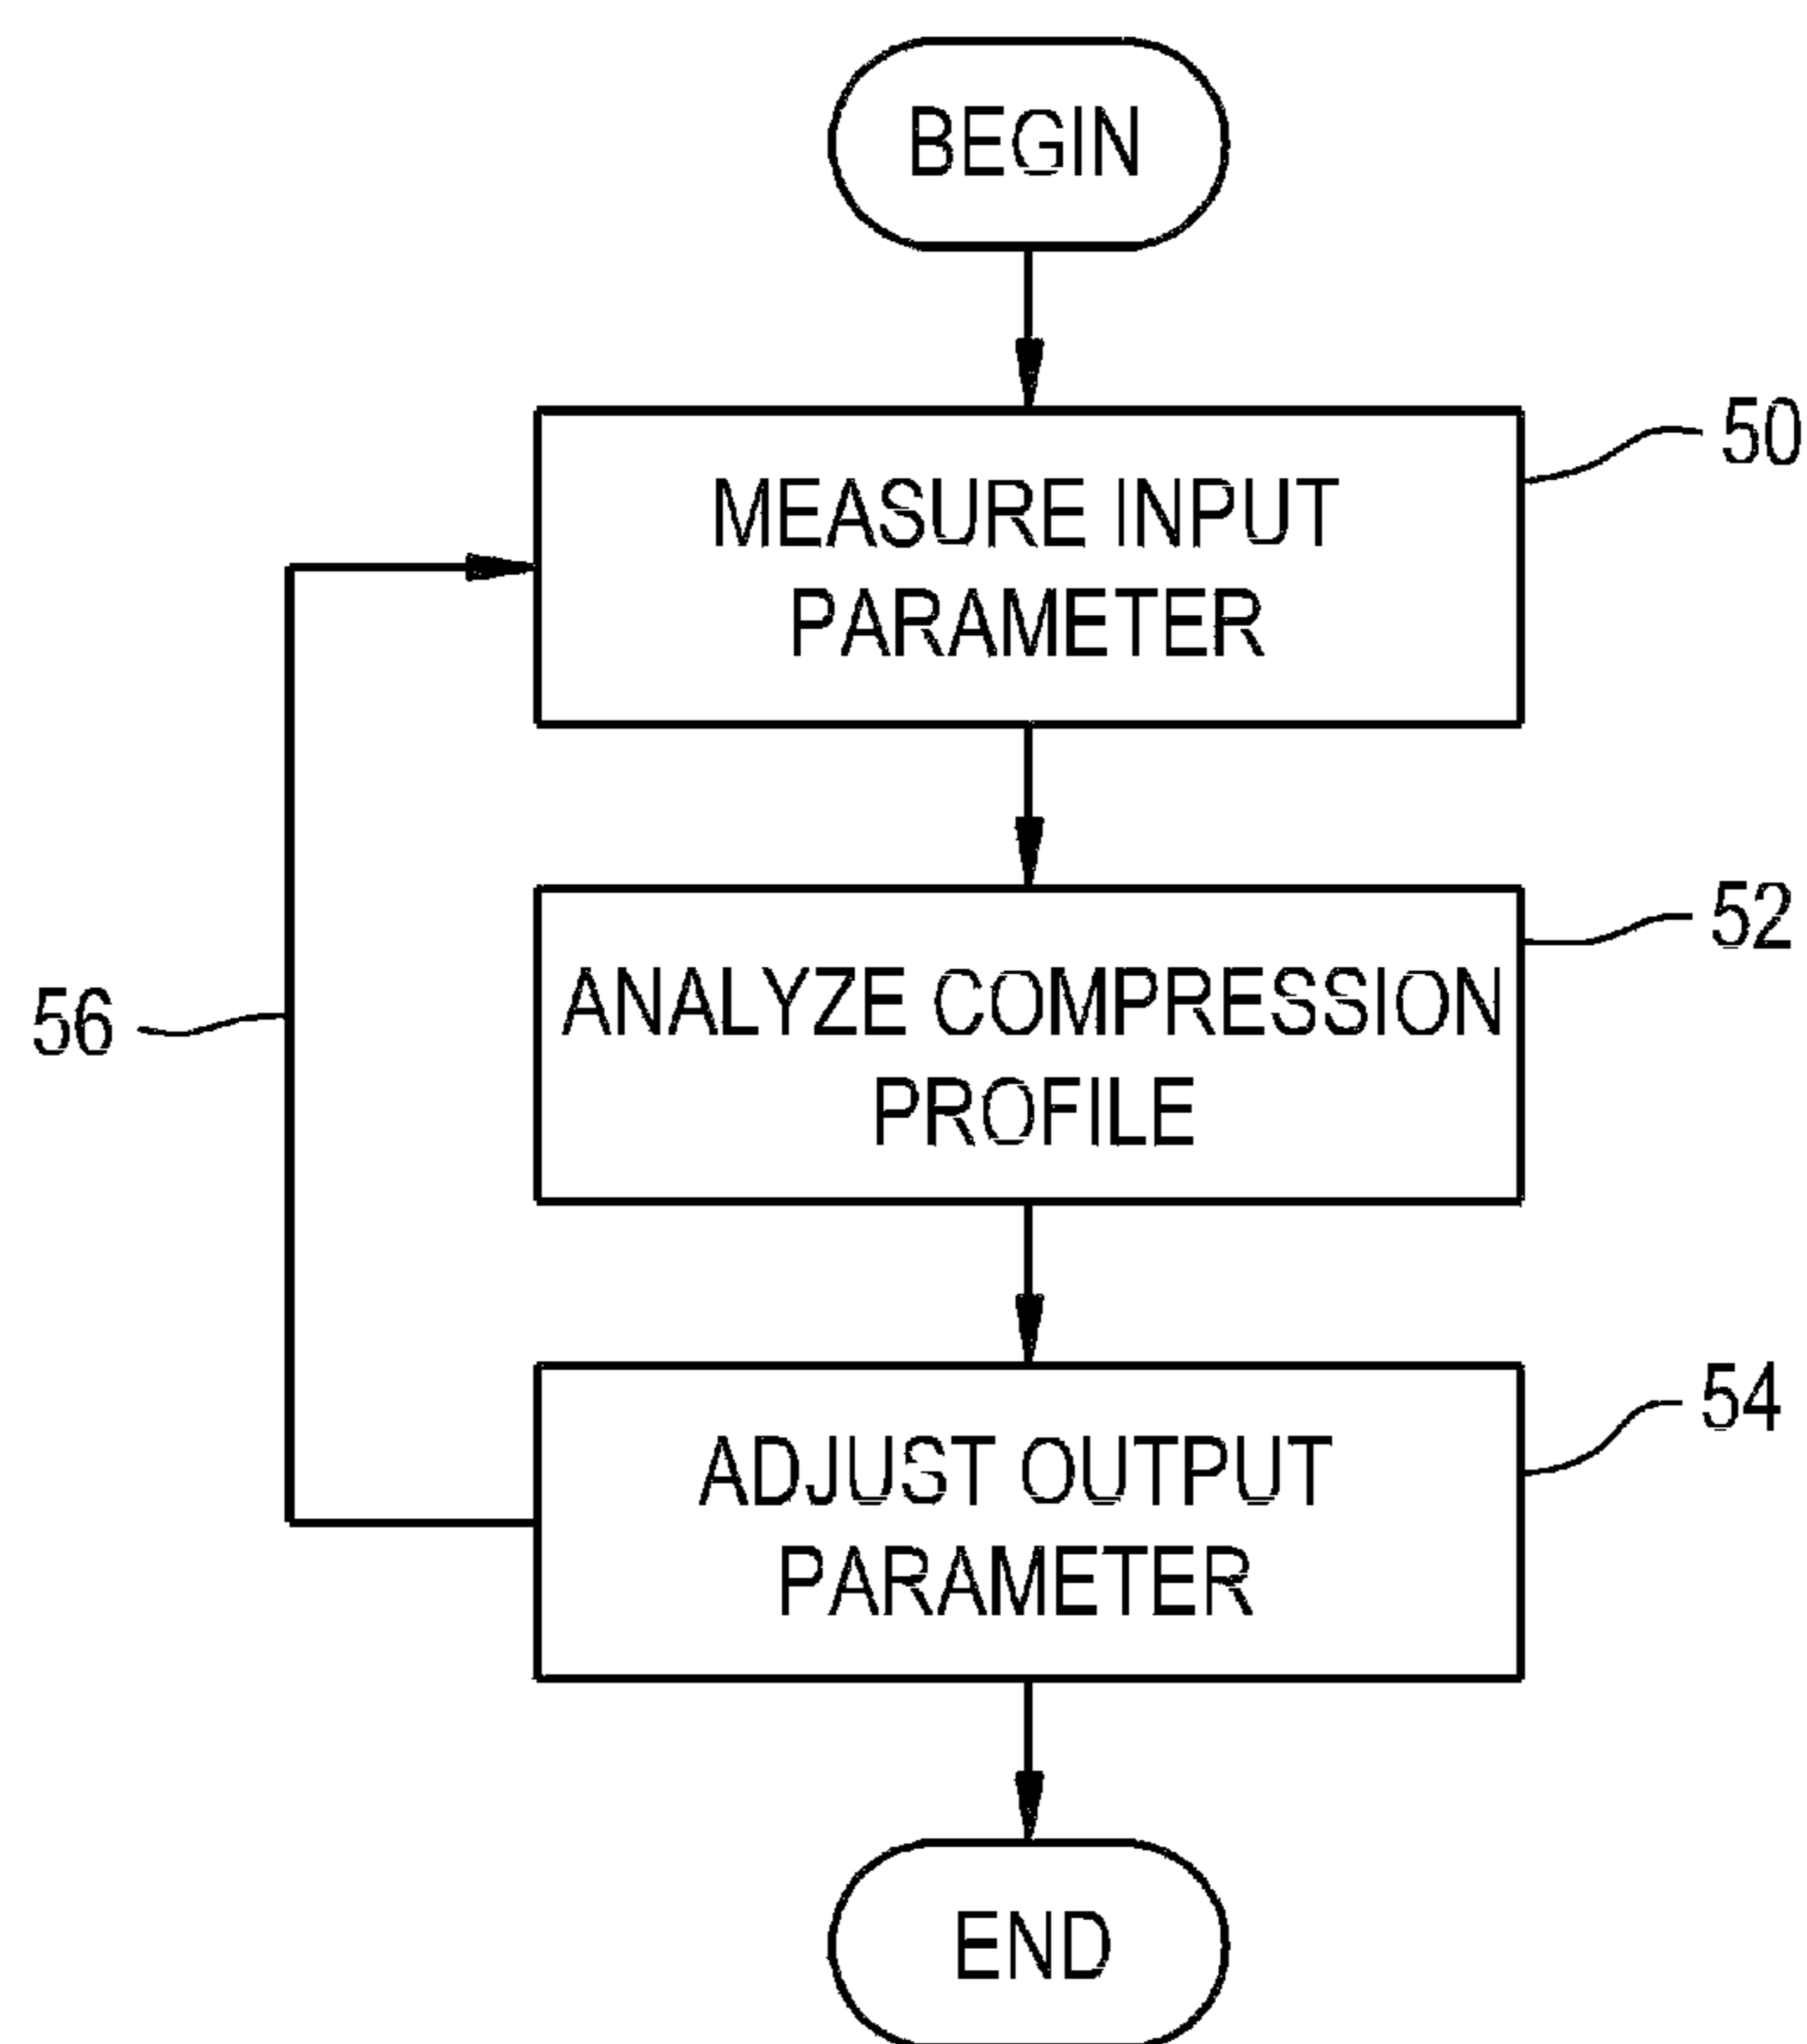 BEGIN
50
MEASURE INPUT
PARAMETER
52
ANALYZE COMPRESSION
PROFILE
56
54
ADJUST OUTPUT
PARAMETER
END